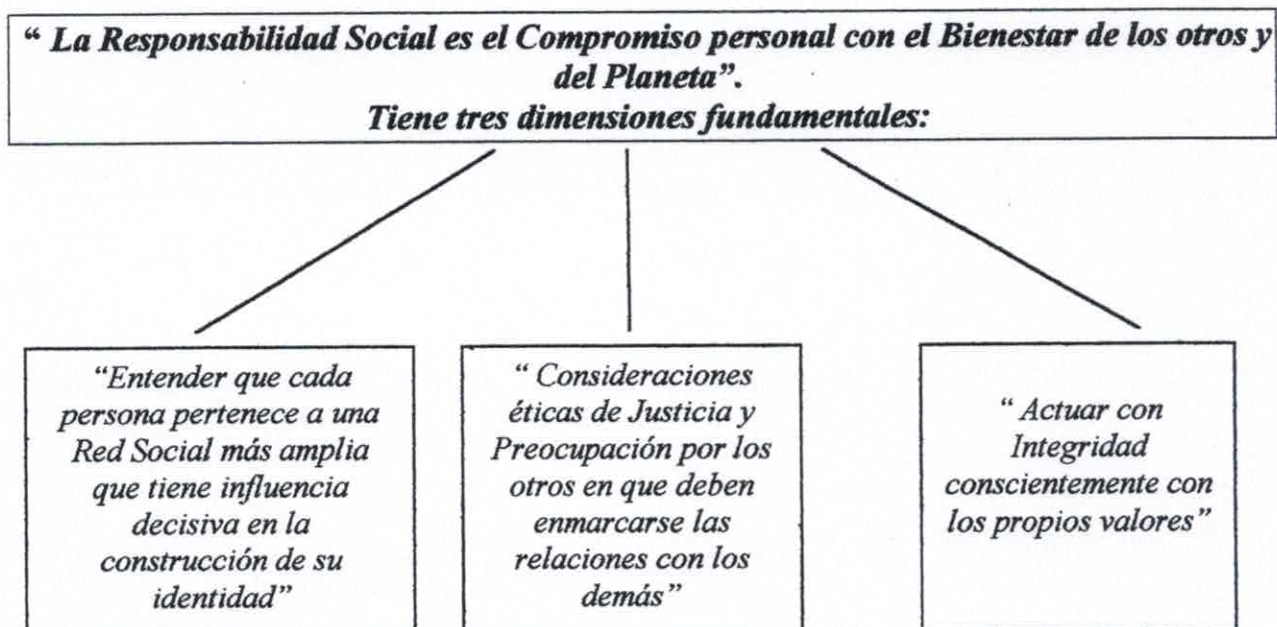 “ La Responsabilidad Social es el Compromiso personal con el Bienestar de los otros y
del Planeta”.
Tiene tres dimensiones fundamentales:
“Entender que cada
persona pertenece a una
Red Social más amplia
que tiene influencia
decisiva en la
construcción de su
identidad”
“ Consideraciones
éticas de Justicia y
Preocupación por los
otros en que deben
enmarcarse las
relaciones con los
demás”
“ Actuar con
Integridad
conscientemente con
los propios valores”